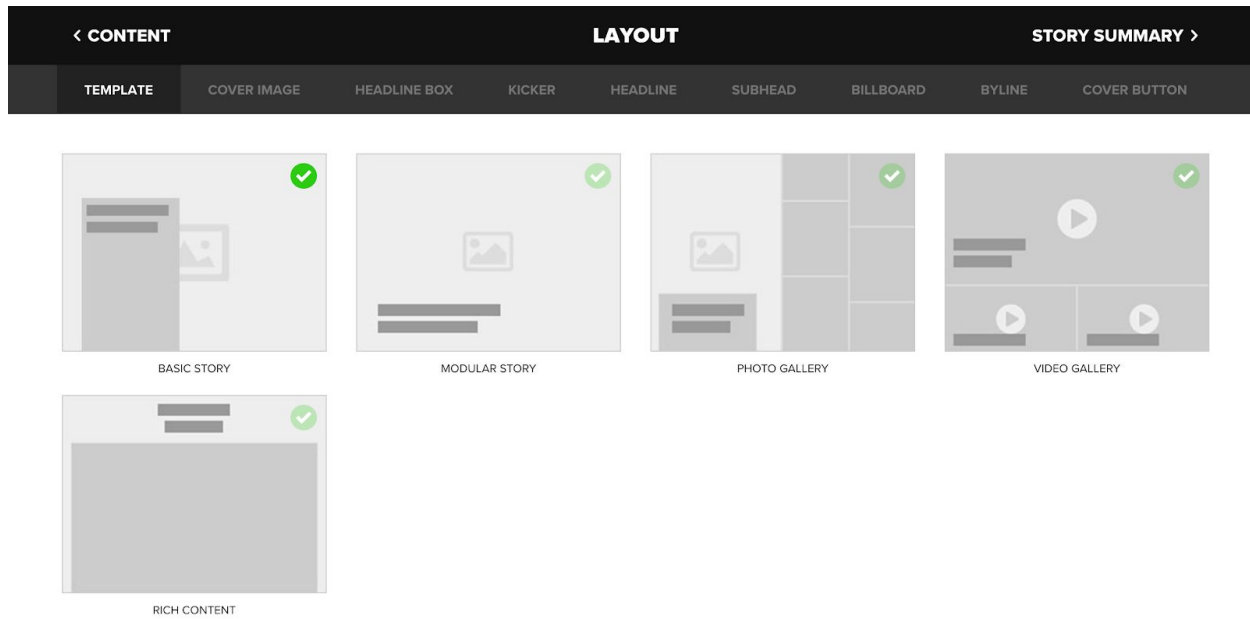 < CONTENT LAYOUT STORY SUMMARY >
TEMPLATE COVER IMAGE HEADLINE BOX KICKER HEADLINE SUBHEAD BILLBOARD BYLINE COVER BUTTON
BASIC STORY MODULAR STORY PHOTO GALLERY VIDEO GALLERY
RICH CONTENT